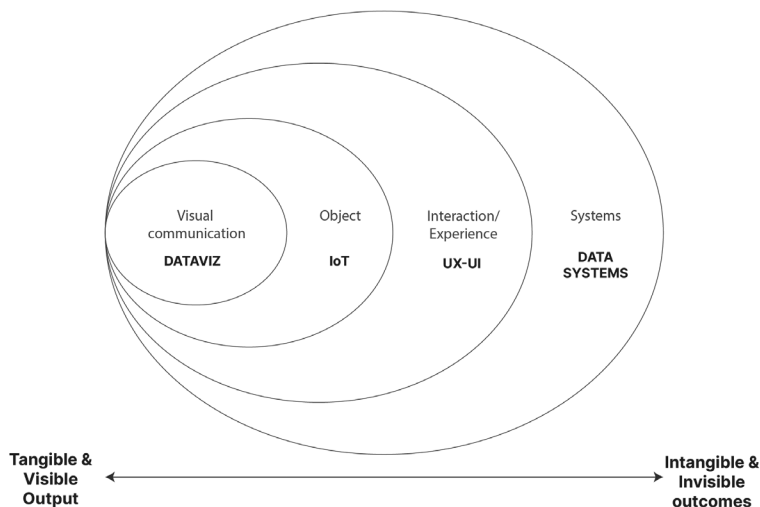 Visual
communication
DATAVIZ
Object
IoT
Interaction/
Experience
UX-UI
Systems
DATA
SYSTEMS
Tangible &
Visible
Output
Intangible &
Invisible
outcomes